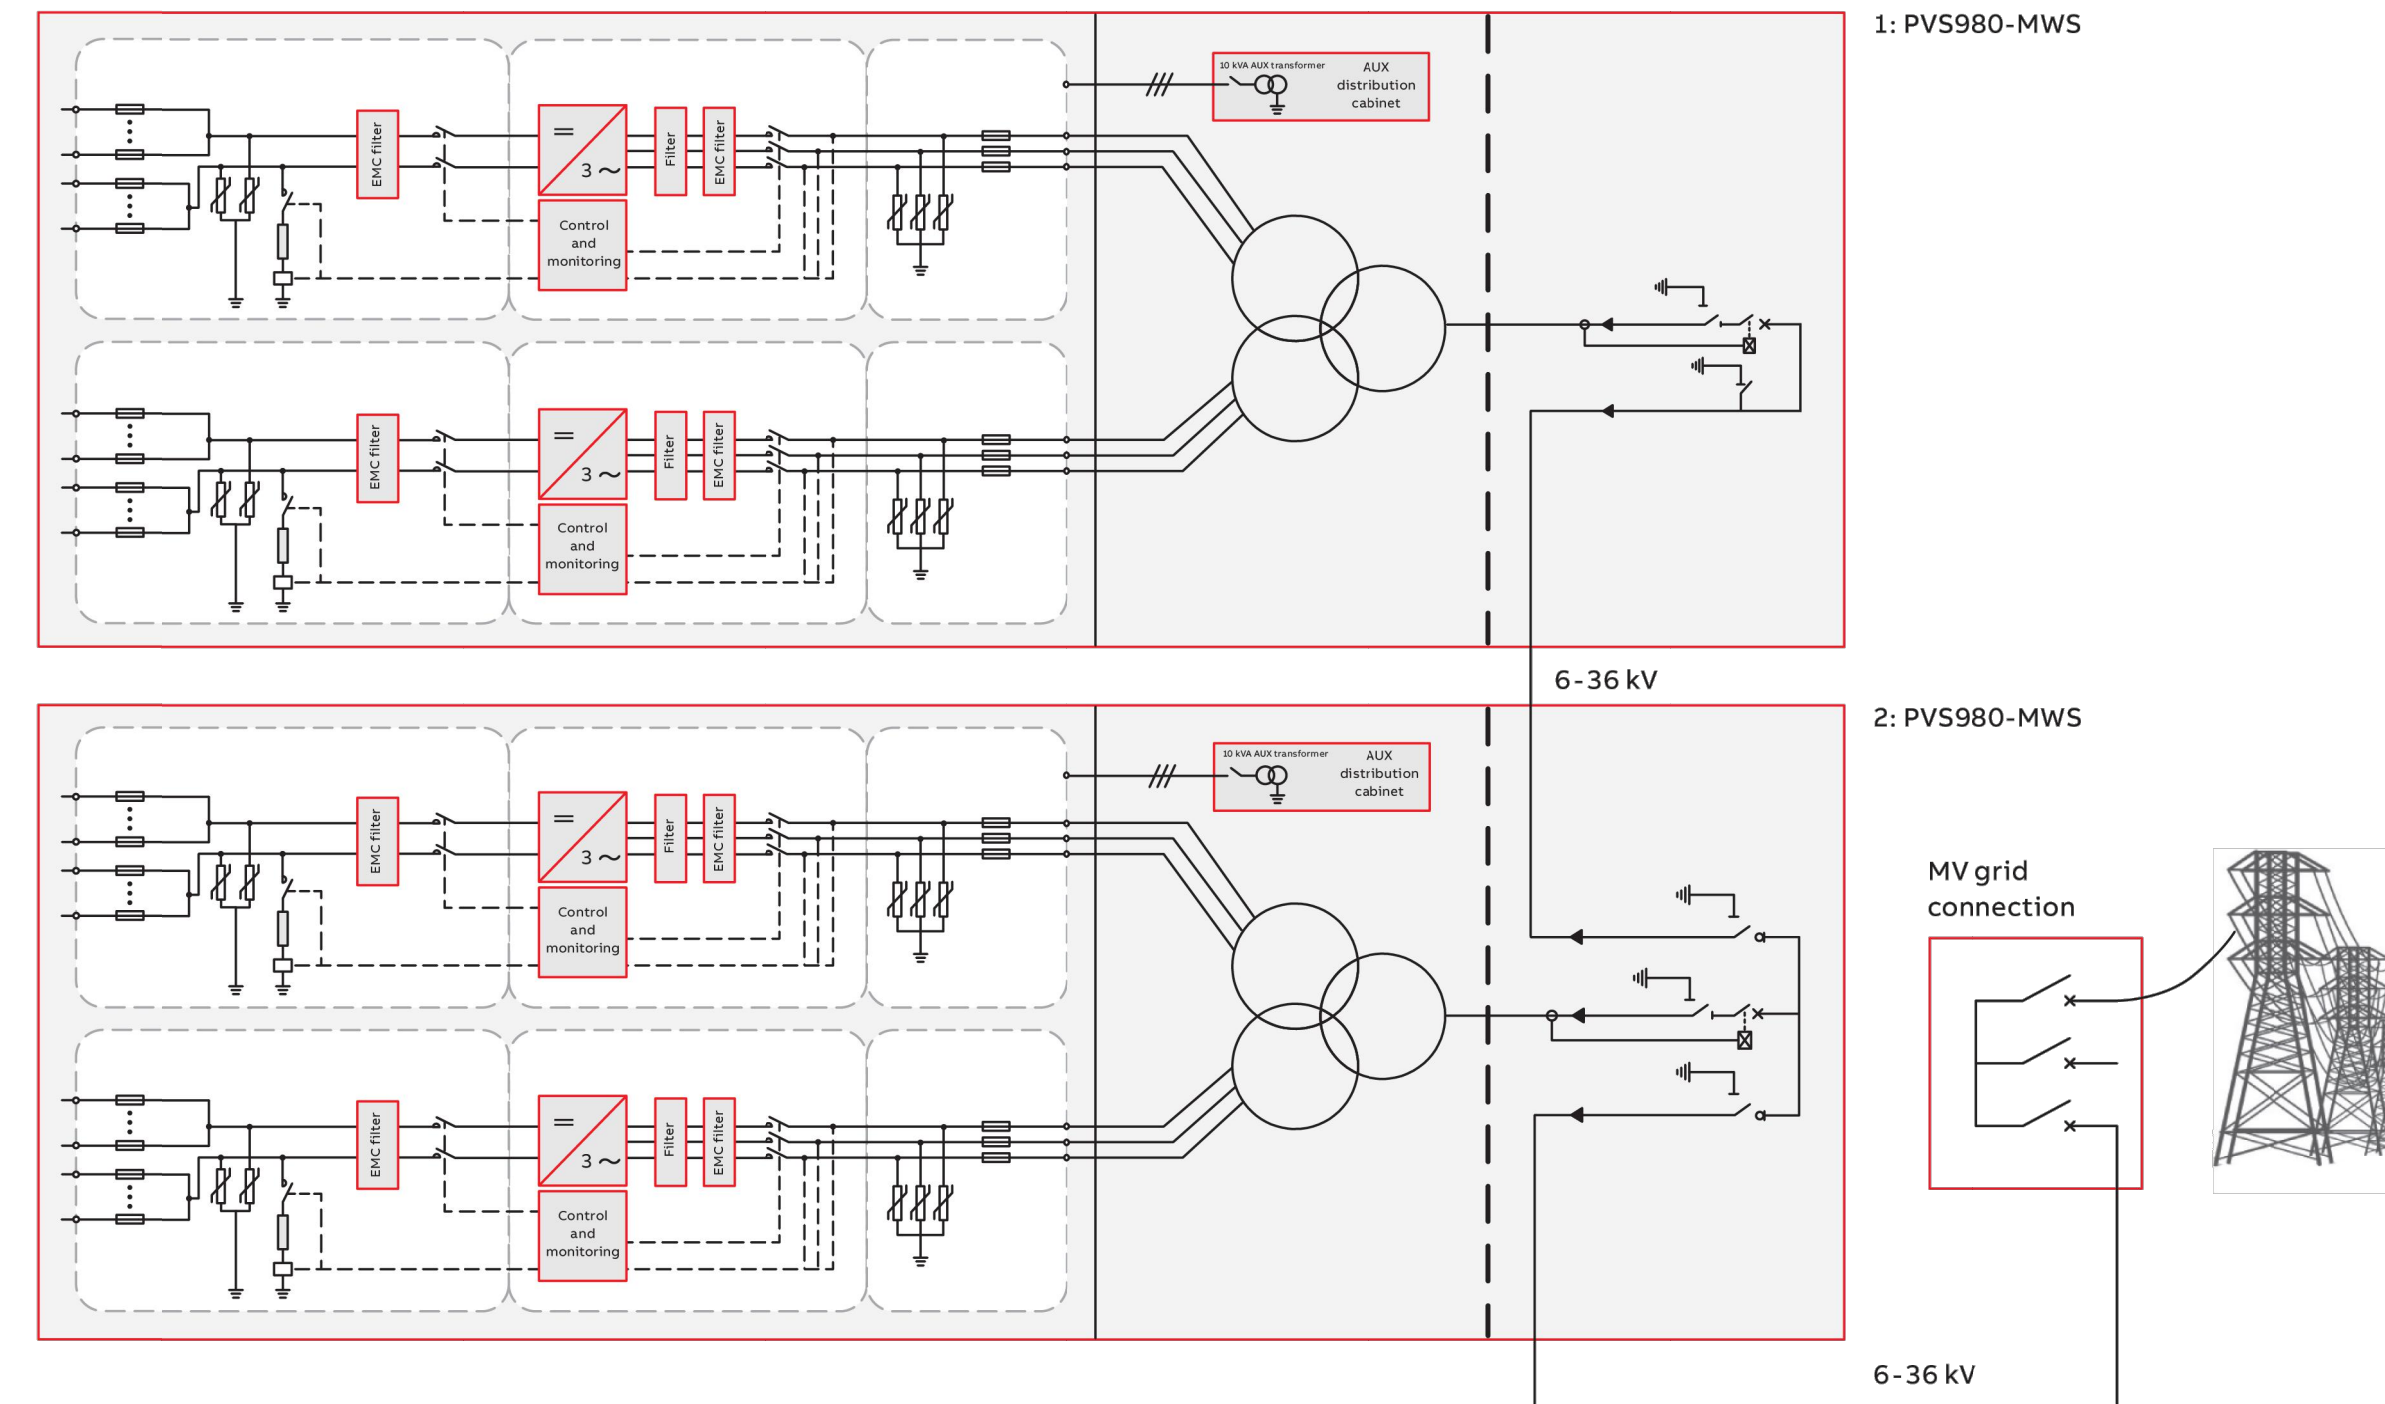 1: PVS980-MWS
10 kVA AUX transformer
AUX
distribution
cabinet
EMC filter
3
Filter
EMC filter
Control
and
monitoring
EMC filter
3
Filter
EMC filter
Control
and
monitoring
6-36 kV
2: PVS980-MWS
10 kVA AUX transformer
AUX
distribution
cabinet
EMC filter
3
Filter
EMC filter
Control
and
monitoring
EMC filter
3
Filter
EMC filter
Control
and
monitoring
MV grid
connection
6-36 kV